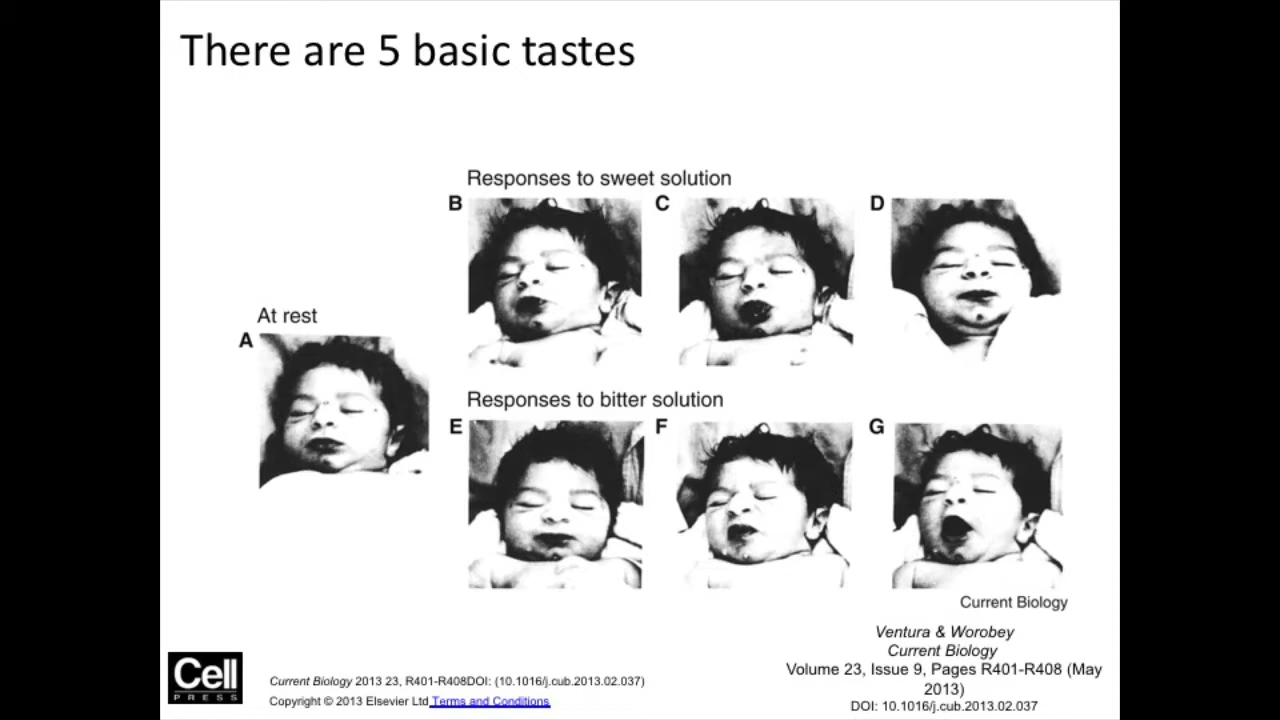 There are 5 basic tastes
Responses to sweet solution
B
C
D
At rest
A
Responses to bitter solution
E
F
G
Current Biology
Ventura & Worobey
Current Biology
Volume 23, Issue 9, Pages R401-R408 (May
2013)
DOI: 10.1016/j.cub.2013.02.037
Cell
PRESS
Current Biology 2013 23, R401-R408DOI: (10.1016/j.cub.2013.02.037)
Copyright © 2013 Elsevier Ltd Terms and Conditions